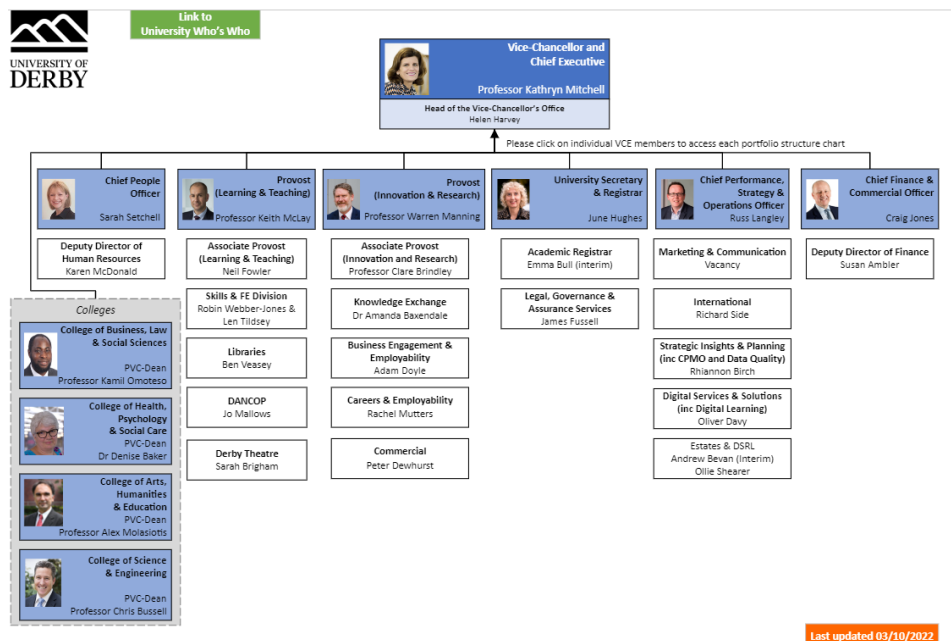 Link to
University Who's Who
UNIVERSITY OF
DERBY
Vice-Chancellor and
Chief Executive
Professor Kathryn Mitchell
Head of the Vice-Chancellor's Office
Helen Harvey
Please click on individual VCE members to access each portfolio structure chart
Chief People
Officer
Sarah Setchell
Provost
(Learning & Teaching)
Professor Keith McLay
Provost
(Innovation & Research)
Professor Warren Manning
University Secretary
& Registrar
June Hughes
Chief Performance,
Strategy &
Operations Officer
Russ Langley
Chief Finance
& Commercial Officer
Craig Jones
Deputy Director of
Human Resources
Karen McDonald
Associate Provost
(Learning & Teaching)
Neil Fowler
Skills & FE Division
Robin Webber-Jones &
Len Tildsey
Libraries
Ben Veasey
DANCOP
Jo Mallows
Derby Theatre
Sarah Brigham
Associate Provost
(Innovation and Research)
Professor Clare Brindley
Knowledge Exchange
Dr Amanda Baxendale
Business Engagement &
Employability
Adam Doyle
Careers & Employability
Rachel Mutters
Commercial
Peter Dewhurst
Academic Registrar
Emma Bull (interim)
Legal, Governance &
Assurance Services
James Fussell
Marketing & Communication
Vacancy
International
Richard Side
Strategic Insights & Planning
(inc CPMO and Data Quality)
Rhiannon Birch
Digital Services & Solutions
(inc Digital Learning)
Oliver Davy
Estates & DSRL
Andrew Bevan (Interim)
Ollie Shearer
Deputy Director of Finance
Susan Ambler
Colleges
College of Business, Law
& Social Sciences
PVC-Dean
Professor Kamil Omoteso
College of Health,
Psychology
& Social Care
PVC-Dean
Dr Denise Baker
College of Arts,
Humanities
& Education
PVC-Dean
Professor Alex Molasiotis
College of Science
& Engineering
PVC-Dean
Professor Chris Bussell
Last updated 03/10/2022